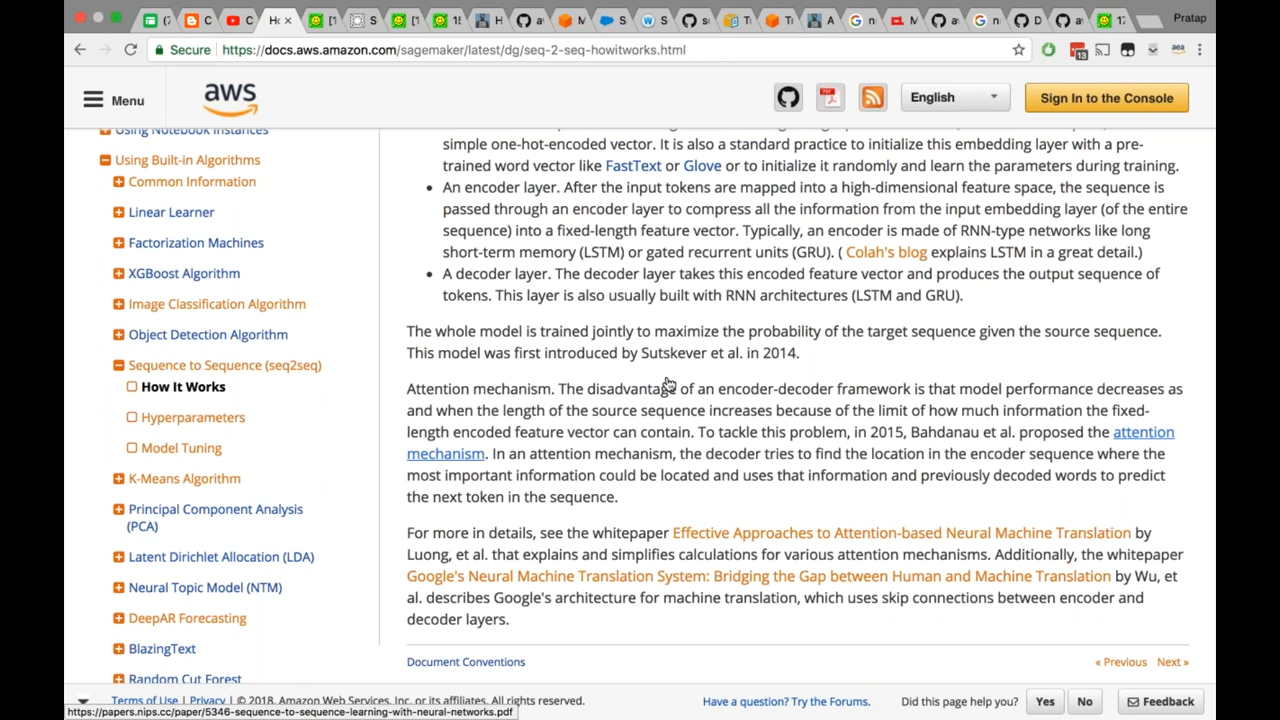 Pratap
Secure
https://docs.aws.amazon.com/sagemaker/latest/dg/seq-2-seq-howitworks.html
13
Menu
aws
English
Sign In to the Console
Using Notebook Instances
Using Built-in Algorithms
Common Information
Linear Learner
Factorization Machines
XGBoost Algorithm
Image Classification Algorithm
Object Detection Algorithm
Sequence to Sequence (seq2seq)
How It Works
Hyperparameters
Model Tuning
K-Means Algorithm
Principal Component Analysis
(PCA)
Latent Dirichlet Allocation (LDA)
Neural Topic Model (NTM)
DeepAR Forecasting
BlazingText
Random Cut Forest
simple one-hot-encoded vector. It is also a standard practice to initialize this embedding layer with a pre-
trained word vector like FastText or Glove or to initialize it randomly and learn the parameters during training.
• An encoder layer. After the input tokens are mapped into a high-dimensional feature space, the sequence is
passed through an encoder layer to compress all the information from the input embedding layer (of the entire
sequence) into a fixed-length feature vector. Typically, an encoder is made of RNN-type networks like long
short-term memory (LSTM) or gated recurrent units (GRU). ( Colah's blog explains LSTM in a great detail.)
• A decoder layer. The decoder layer takes this encoded feature vector and produces the output sequence of
tokens. This layer is also usually built with RNN architectures (LSTM and GRU).
The whole model is trained jointly to maximize the probability of the target sequence given the source sequence.
This model was first introduced by Sutskever et al. in 2014.
Attention mechanism. The disadvantage of an encoder-decoder framework is that model performance decreases as
and when the length of the source sequence increases because of the limit of how much information the fixed-
length encoded feature vector can contain. To tackle this problem, in 2015, Bahdanau et al. proposed the attention
mechanism. In an attention mechanism, the decoder tries to find the location in the encoder sequence where the
most important information could be located and uses that information and previously decoded words to predict
the next token in the sequence.
For more in details, see the whitepaper Effective Approaches to Attention-based Neural Machine Translation by
Luong, et al. that explains and simplifies calculations for various attention mechanisms. Additionally, the whitepaper
Google's Neural Machine Translation System: Bridging the Gap between Human and Machine Translation by Wu, et
al. describes Google's architecture for machine translation, which uses skip connections between encoder and
decoder layers.
Document Conventions
« Previous Next »
Terms of Use | Privacy | © 2018, Amazon Web Services, Inc. or its affiliates. All rights reserved.
Have a question? Try the Forums. Did this page help you? Yes No Feedback
https://papers.nips.cc/paper/5346-sequence-to-sequence-learning-with-neural-networks.pdf